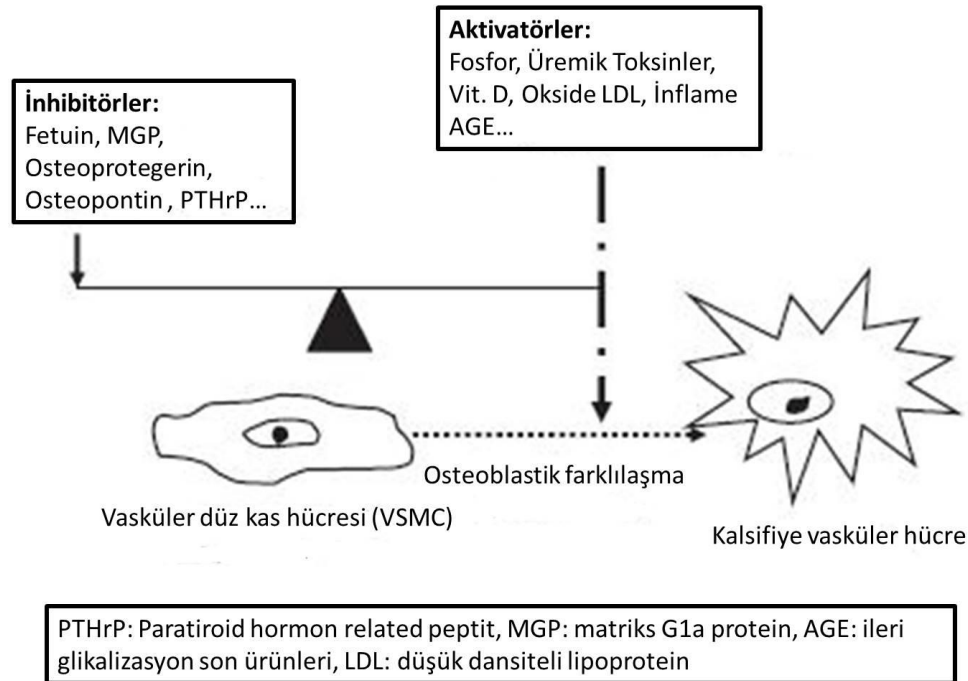 Aktivatörler:
Fosfor, Üremik Toksinler,
Vit. D, Okside LDL, İnflame
AGE...
İnhibitörler:
Fetuin, MGP,
Osteoprotegerin,
Osteopontin , PTHrP...
Osteoblastik farklılaşma
Vasküler düz kas hücresi (VSMC)
Kalsifiye vasküler hücre
PTHrP: Paratiroid hormon related peptit, MGP: matriks G1a protein, AGE: ileri
glikalizasyon son ürünleri, LDL: düşük dansiteli lipoprotein